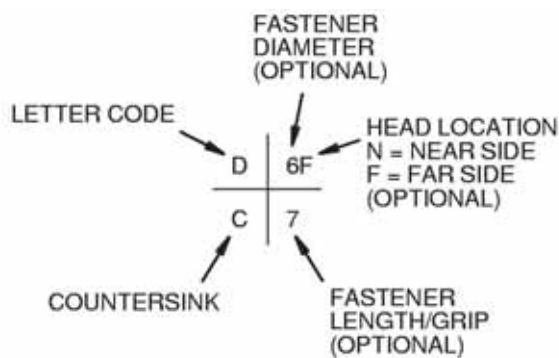 FASTENER
DIAMETER
(OPTIONAL)
LETTER CODE
HEAD LOCATION
N = NEAR SIDE
F = FAR SIDE
(OPTIONAL)
D 6F
C 7
COUNTERSINK
FASTENER
LENGTH/GRIP
(OPTIONAL)